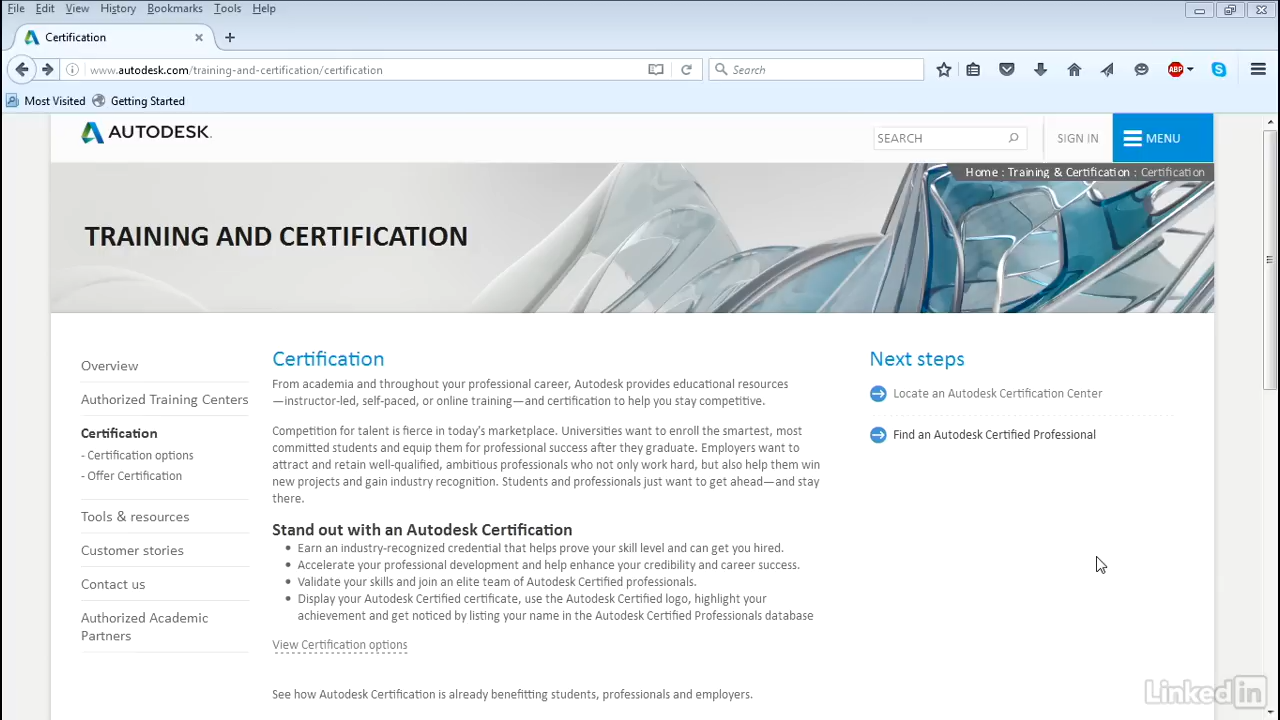 File Edit View History Bookmarks Tools Help
Certification
www.autodesk.com/training-and-certification/certification
Search
ABP
Most Visited Getting Started
AUTODESK.
SEARCH
SIGN IN
MENU
Home : Training & Certification : Certification
TRAINING AND CERTIFICATION
Overview
Authorized Training Centers
Certification
- Certification options
- Offer Certification
Tools & resources
Customer stories
Contact us
Authorized Academic
Partners
Certification
From academia and throughout your professional career, Autodesk provides educational resources
—instructor-led, self-paced, or online training—and certification to help you stay competitive.
Competition for talent is fierce in today's marketplace. Universities want to enroll the smartest, most
committed students and equip them for professional success after they graduate. Employers want to
attract and retain well-qualified, ambitious professionals who not only work hard, but also help them win
new projects and gain industry recognition. Students and professionals just want to get ahead—and stay
there.
Stand out with an Autodesk Certification
• Earn an industry-recognized credential that helps prove your skill level and can get you hired.
• Accelerate your professional development and help enhance your credibility and career success.
• Validate your skills and join an elite team of Autodesk Certified professionals.
• Display your Autodesk Certified certificate, use the Autodesk Certified logo, highlight your
achievement and get noticed by listing your name in the Autodesk Certified Professionals database
View Certification options
See how Autodesk Certification is already benefitting students, professionals and employers.
Next steps
Locate an Autodesk Certification Center
Find an Autodesk Certified Professional
Linked in